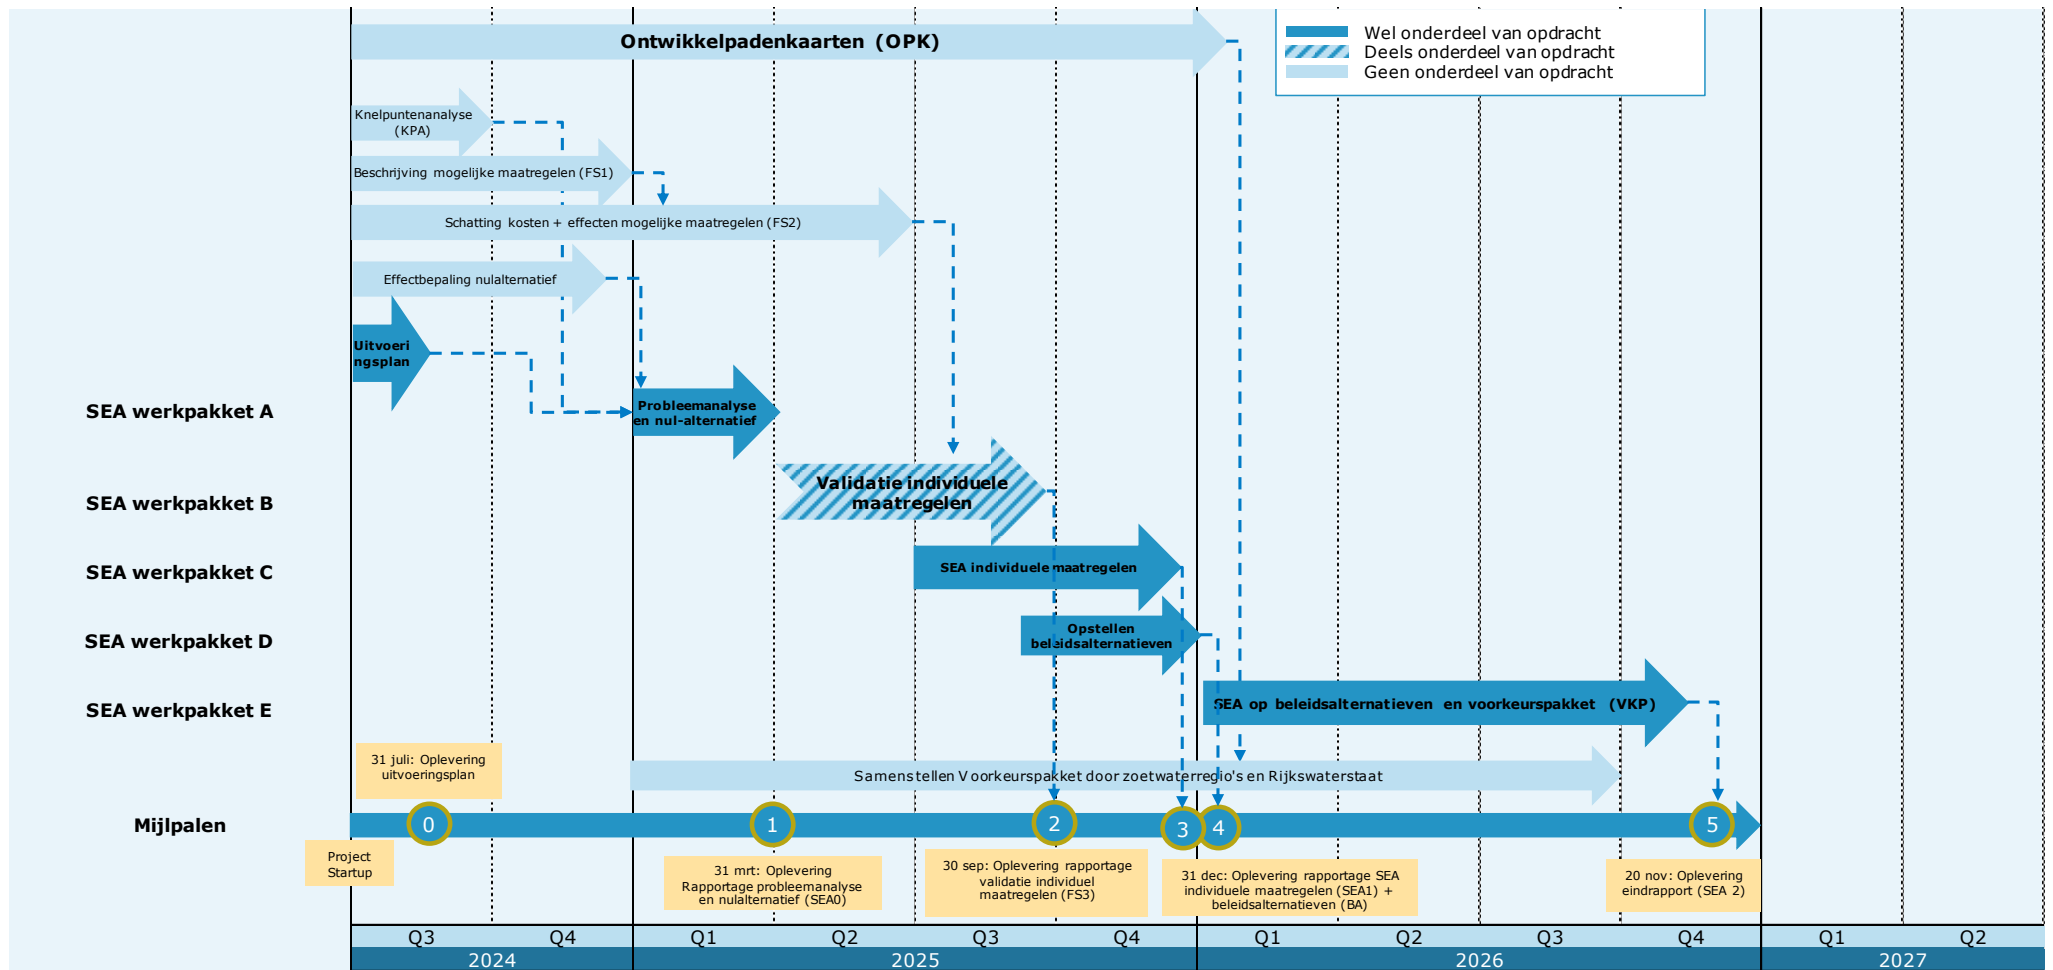 Ontwikkelpadenkaarten (OPK)
Wel onderdeel van opdracht
Deels onderdeel van opdracht
Geen onderdeel van opdracht
Knelpuntenanalyse
(KPA)
Beschrijving mogelijke maatregelen (FS1)
Schatting kosten + effecten mogelijke maatregelen (FS2)
Effectbepaling nulalternatief
Uitvoeri
ngsplan
SEA werkpakket A
Probleemanalyse
en nul-alternatief
SEA werkpakket B
Validatie individuele
maatregelen
SEA werkpakket C
SEA individuele maatregelen
SEA werkpakket D
Opstellen
beleidsalternatieven
SEA werkpakket E
SEA op beleidsalternatieven en voorkeurspakket (VKP)
31 juli: Oplevering
uitvoeringsplan
Samenstellen Voorkeurspakket door zoetwaterregio's en Rijkswaterstaat
Mijlpalen
0
1
2
3
4
5
Project
Startup
31 mrt: Oplevering
Rapportage probleemanalyse
en nulalternatief (SEA0)
30 sep: Oplevering rapportage
validatie individuel
maatregelen (FS3)
31 dec: Oplevering rapportage SEA
individuele maatregelen (SEA1) +
beleidsalternatieven (BA)
20 nov: Oplevering
eindrapport (SEA 2)
Q3 Q4 Q1 Q2 Q3 Q4 Q1 Q2 Q3 Q4 Q1 Q2
2024 2025 2026 2027